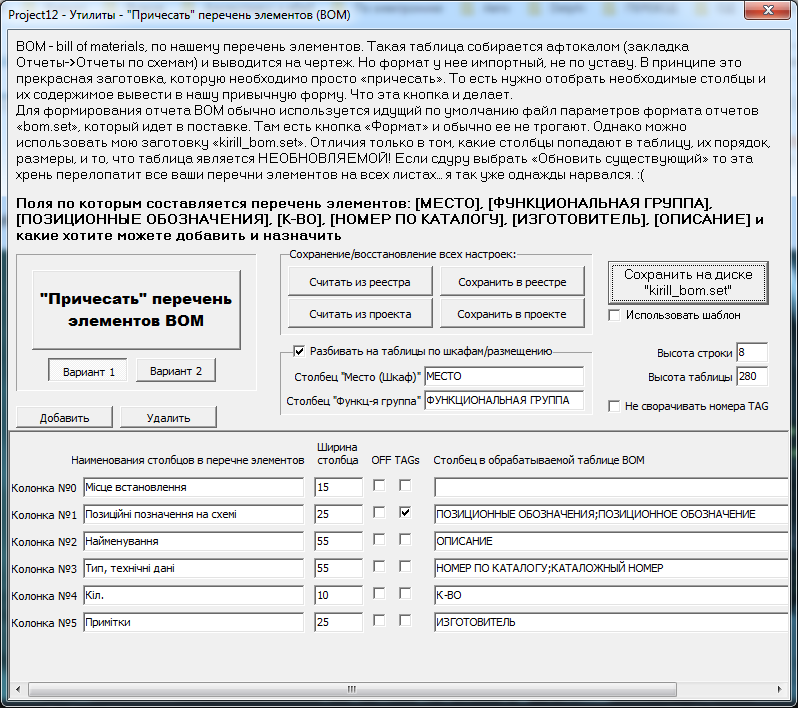 Project12 - Утилиты - "Причесать" перечень элементов (BOM)
BOM - bill of materials, по нашему перечень элементов. Такая таблица собирается афтокалом (закладка
Отчеты->Отчеты по схемам) и выводится на чертеж. Но формат у нее импортный, не по уставу. В принципе это
прекрасная заготовка, которую необходимо просто «причесать». То есть нужно отобрать необходимые столбцы и
их содержимое вывести в нашу привычную форму. Что эта кнопка и делает.
Для формирования отчета BOM обычно используется идущий по умолчанию файл параметров формата отчетов
«bom.set», который идет в поставке. Там есть кнопка «Формат» и обычно ее не трогают. Однако можно
использовать мою заготовку «kirill_bom.set». Отличия только в том, какие столбцы попадают в таблицу, их порядок,
размеры, и то, что таблица является НЕОБНОВЛЯЕМОЙ! Если сдуру выбрать «Обновить существующий» то эта
хрень перелопатит все ваши перечни элементов на всех листах... я так уже однажды нарвался. :(
Поля по которым составляется перечень элементов: [МЕСТО], [ФУНКЦИОНАЛЬНАЯ ГРУППА],
[ПОЗИЦИОННЫЕ ОБОЗНАЧЕНИЯ], [К-ВО], [НОМЕР ПО КАТАЛОГУ], [ИЗГОТОВИТЕЛЬ], [ОПИСАНИЕ] и
какие хотите можете добавить и назначить
"Причесать" перечень
элементов BOM
Вариант 1 Вариант 2
Добавить Удалить
Сохранение/восстановление всех настроек:
Считать из реестра Сохранить в реестре
Считать из проекта Сохранить в проекте
Разбивать на таблицы по шкафам/размещению
Столбец "Место (Шкаф)" МЕСТО
Столбец "Функц-я группа" ФУНКЦИОНАЛЬНАЯ ГРУППА
Сохранить на диске
"kirill_bom.set"
Использовать шаблон
Высота строки 8
Высота таблицы 280
Не сворачивать номера TAG
Наименования столбцов в перечне элементов Ширина столбца OFF TAGs Столбец в обрабатываемой таблице BOM
Колонка №0 Місце встановлення 15
Колонка №1 Позиційні позначення на схемі 25 ПОЗИЦИОННЫЕ ОБОЗНАЧЕНИЯ;ПОЗИЦИОННОЕ ОБОЗНАЧЕНИЕ
Колонка №2 Найменування 55 ОПИСАНИЕ
Колонка №3 Тип, технічні дані 55 НОМЕР ПО КАТАЛОГУ;КАТАЛОЖНЫЙ НОМЕР
Колонка №4 Кіл. 10 К-ВО
Колонка №5 Примітки 25 ИЗГОТОВИТЕЛЬ